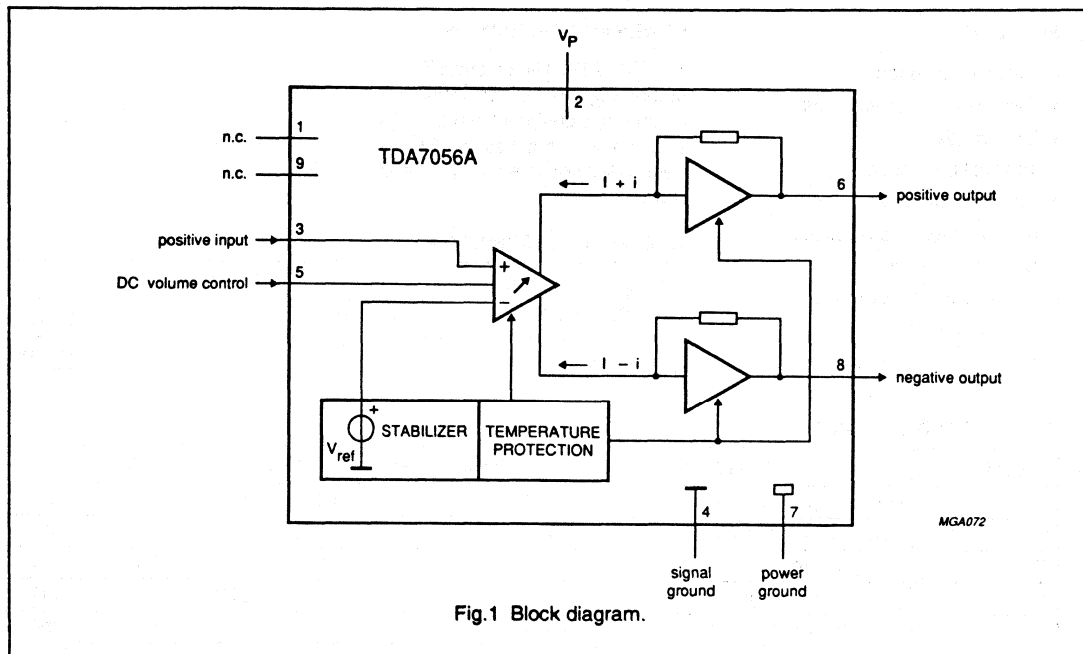 VP
2
1
n.c.
TDA7056A
9
n.c.
I + i
6
positive output
3
positive input
5
DC volume control
+
−
I − i
8
negative output
+
STABILIZER
Vref
TEMPERATURE
PROTECTION
4
7
MGA072
signal
ground
power
ground
Fig.1 Block diagram.